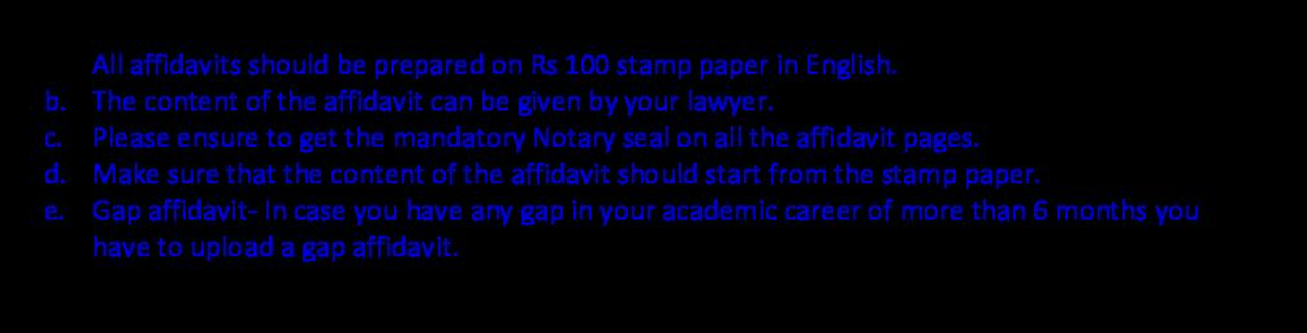 All affidavits should be prepared on Rs 100 stamp paper in English.
b. The content of the affidavit can be given by your lawyer.
c. Please ensure to get the mandatory Notary seal on all the affidavit pages.
d. Make sure that the content of the affidavit should start from the stamp paper.
e. Gap affidavit- In case you have any gap in your academic career of more than 6 months you
have to upload a gap affidavit.